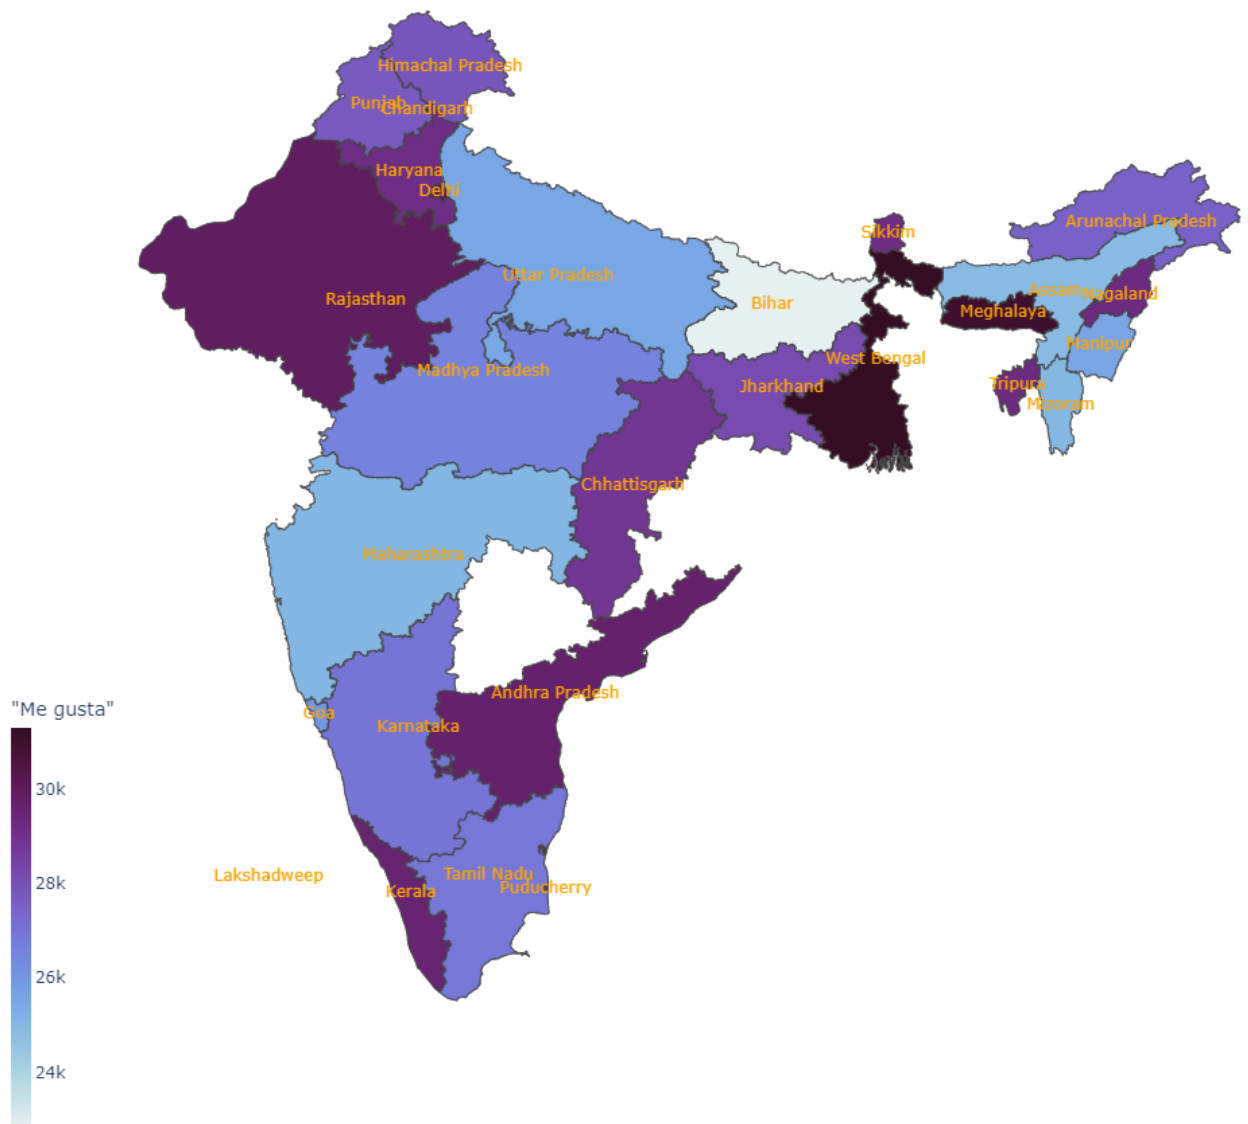 Himachal Pradesh
Punjab
Chandigarh
Haryana
Delhi
Arunachal Pradesh
Sikkim
Uttar Pradesh
Rajasthan
Bihar
Assam
Nagaland
Meghalaya
Manipur
West Bengal
Madhya Pradesh
Jharkhand
Tripura
Mizoram
Chhattisgarh
Maharashtra
Andhra Pradesh
"Me gusta"
Goa
Karnataka
30k
Lakshadweep
Tamil Nadu
28k
Kerala
Puducherry
26k
24k